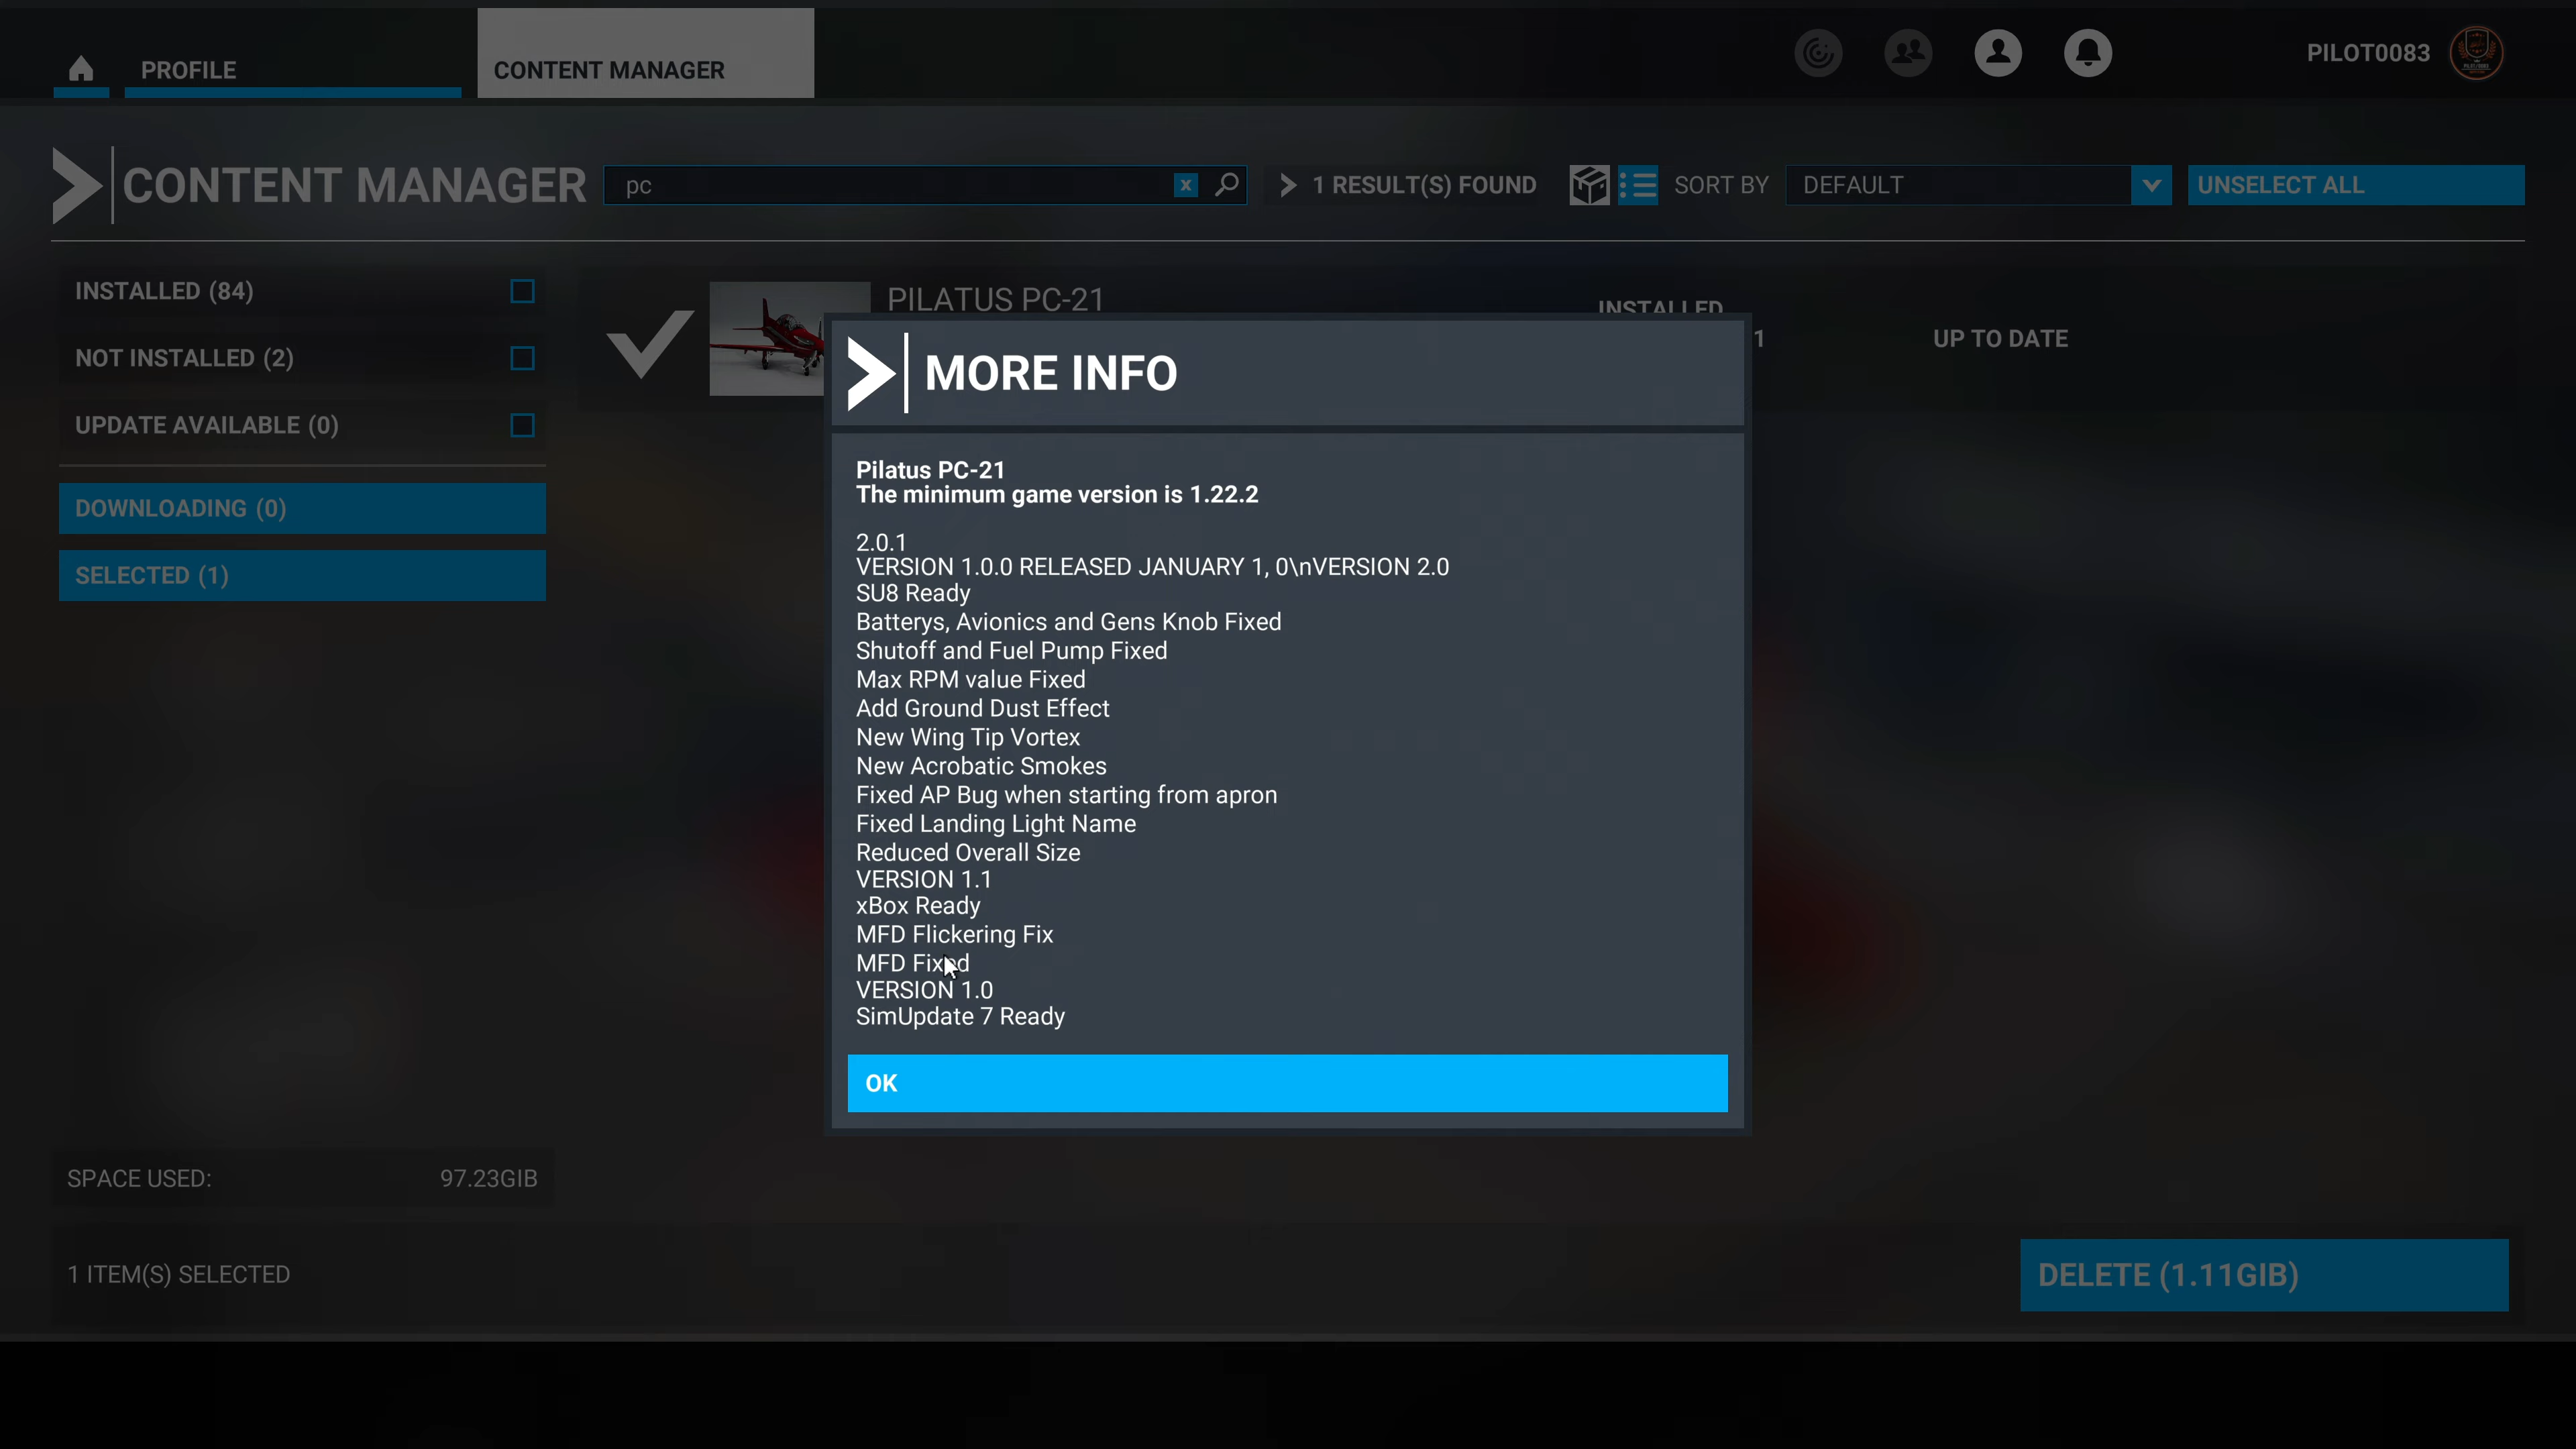 PROFILE
CONTENT MANAGER
PILOT0083
CONTENT MANAGER
pc
x
1 RESULT(S) FOUND
SORT BY
DEFAULT
UNSELECT ALL
INSTALLED (84)
NOT INSTALLED (2)
UPDATE AVAILABLE (0)
DOWNLOADING (0)
SELECTED (1)
PILATUS PC-21
INSTALLED
1
UP TO DATE
MORE INFO
Pilatus PC-21
The minimum game version is 1.22.2
2.0.1
VERSION 1.0.0 RELEASED JANUARY 1, 0\nVERSION 2.0
SU8 Ready
Batterys, Avionics and Gens Knob Fixed
Shutoff and Fuel Pump Fixed
Max RPM value Fixed
Add Ground Dust Effect
New Wing Tip Vortex
New Acrobatic Smokes
Fixed AP Bug when starting from apron
Fixed Landing Light Name
Reduced Overall Size
VERSION 1.1
xBox Ready
MFD Flickering Fix
MFD Fixed
VERSION 1.0
SimUpdate 7 Ready
OK
SPACE USED:
97.23GIB
1 ITEM(S) SELECTED
DELETE (1.11GIB)